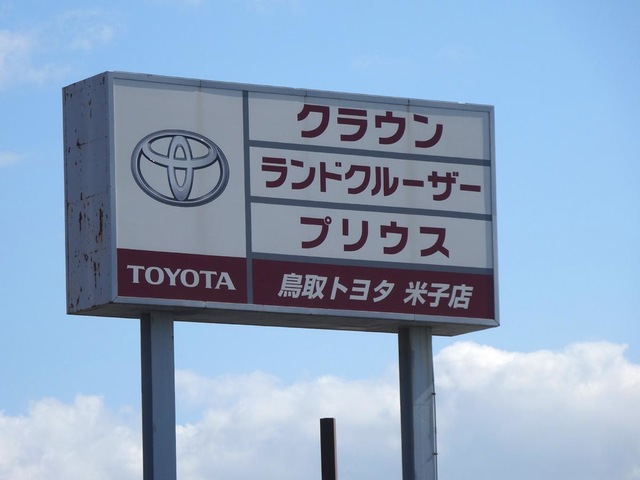 クラウン
ランドクルーザー
プリウス
TOYOTA
鳥取トヨタ 米子店